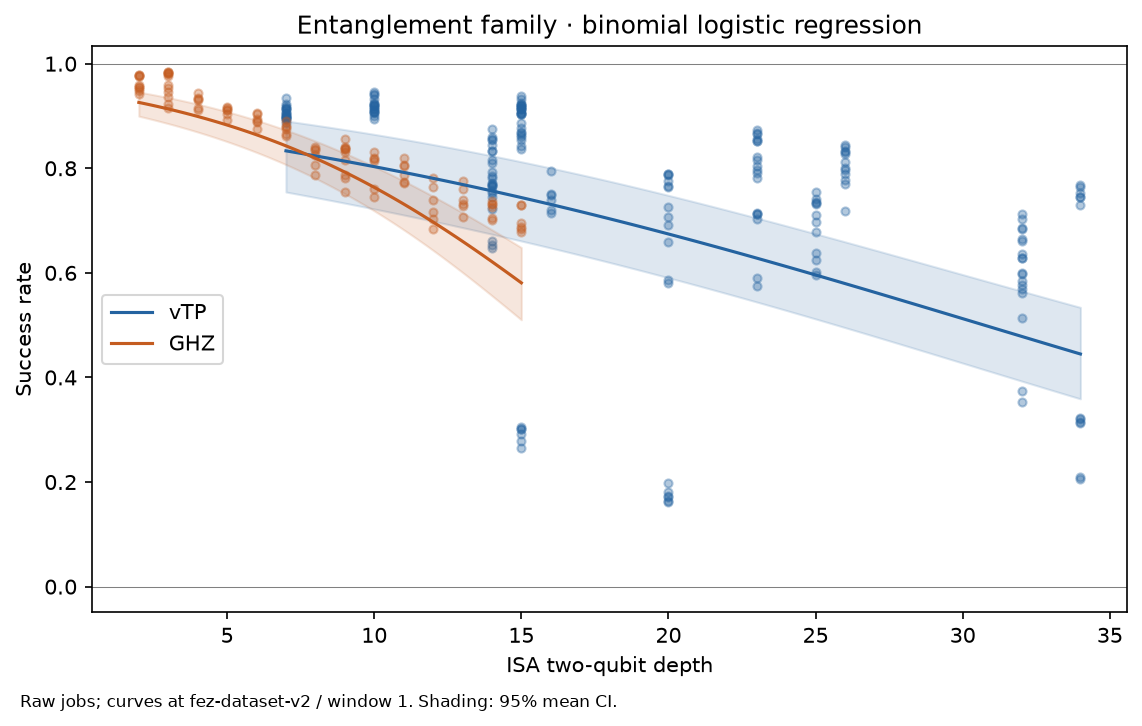 Entanglement family · binomial logistic regression
Success rate
1.0
0.8
0.6
0.4
0.2
0.0
vTP
GHZ
5 10 15 20 25 30 35
ISA two-qubit depth
Raw jobs; curves at fez-dataset-v2 / window 1. Shading: 95% mean CI.